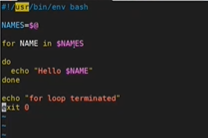 #!/usr/bin/env bash
NAMES=$@
for NAME in $NAMES
do
echo "Hello $NAME"
done
echo "for loop terminated"
exit 0
~
~